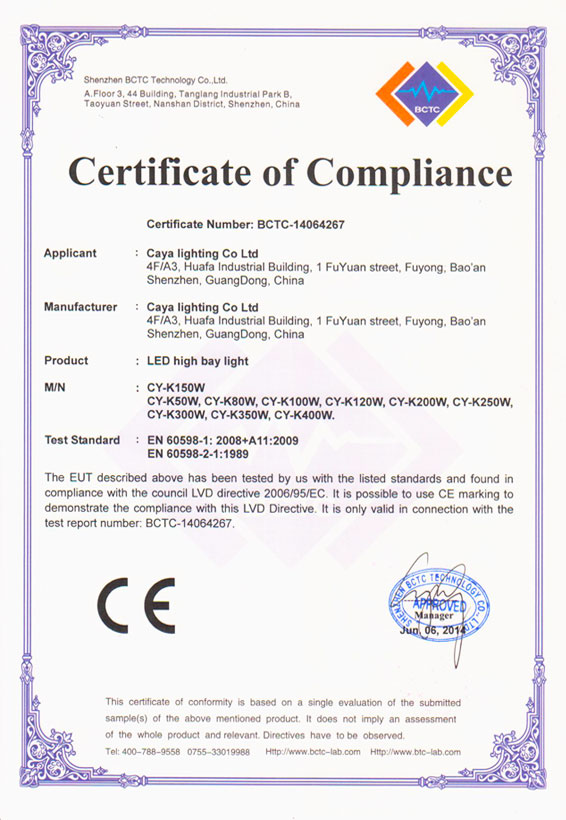 Shenzhen BCTC Technology Co.,Ltd.
A.Floor 3, 44 Building, Tanglang Industrial Park B,
Taoyuan Street, Nanshan District, Shenzhen, China
BCTC
Certificate of Compliance
Certificate Number: BCTC-14064267
Applicant : Caya lighting Co Ltd
4F/A3, Huafa Industrial Building, 1 FuYuan street, Fuyong, Bao'an
Shenzhen, GuangDong, China
Manufacturer : Caya lighting Co Ltd
4F/A3, Huafa Industrial Building, 1 FuYuan street, Fuyong, Bao'an
Shenzhen, GuangDong, China
Product : LED high bay light
M/N : CY-K150W
CY-K50W, CY-K80W, CY-K100W, CY-K120W, CY-K200W, CY-K250W,
CY-K300W, CY-K350W, CY-K400W.
Test Standard : EN 60598-1: 2008+A11:2009
EN 60598-2-1:1989
The EUT described above has been tested by us with the listed standards and found in
compliance with the council LVD directive 2006/95/EC. It is possible to use CE marking to
demonstrate the compliance with this LVD Directive. It is only valid in connection with the
test report number: BCTC-14064267.
CE
SHENZHEN BCTC TECHNOLOGY CO., LTD
APPROVED
Manager
Jun, 06, 2014
This certificate of conformity is based on a single evaluation of the submitted
sample(s) of the above mentioned product. It does not imply an assessment
of the whole product and relevant. Directives have to be observed.
Tel: 400-788-9558 0755-33019988 Http://www.bctc-lab.com Http://www.btc-lab.com